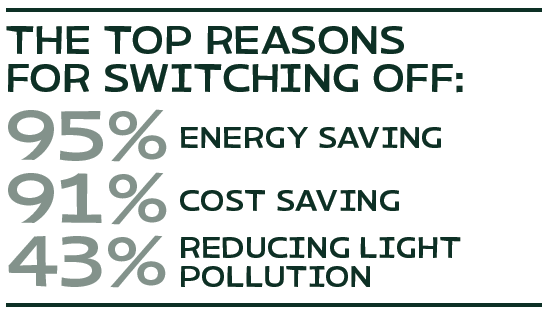 THE TOP REASONS
FOR SWITCHING OFF:
95% ENERGY SAVING
91% COST SAVING
43% REDUCING LIGHT
POLLUTION